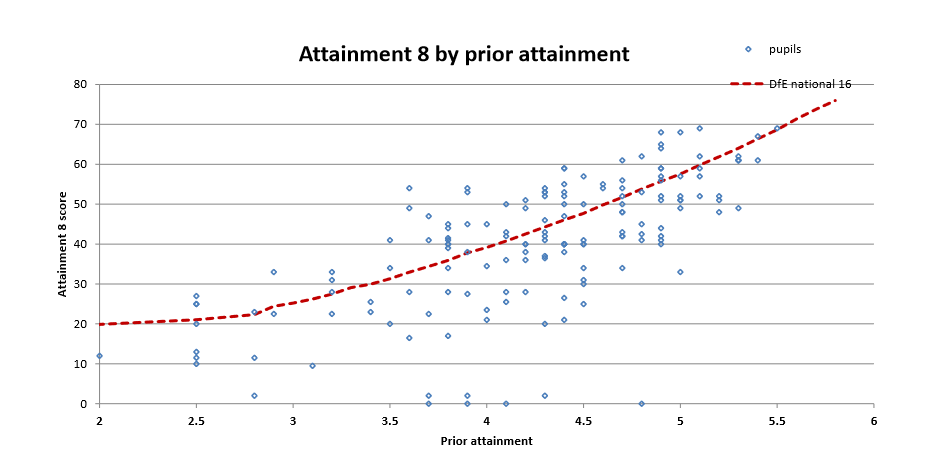 Attainment 8 by prior attainment
pupils
DfE national 16
Attainment 8 score
80
70
60
50
40
30
20
10
0
2 2.5 3 3.5 4 4.5 5 5.5 6
Prior attainment